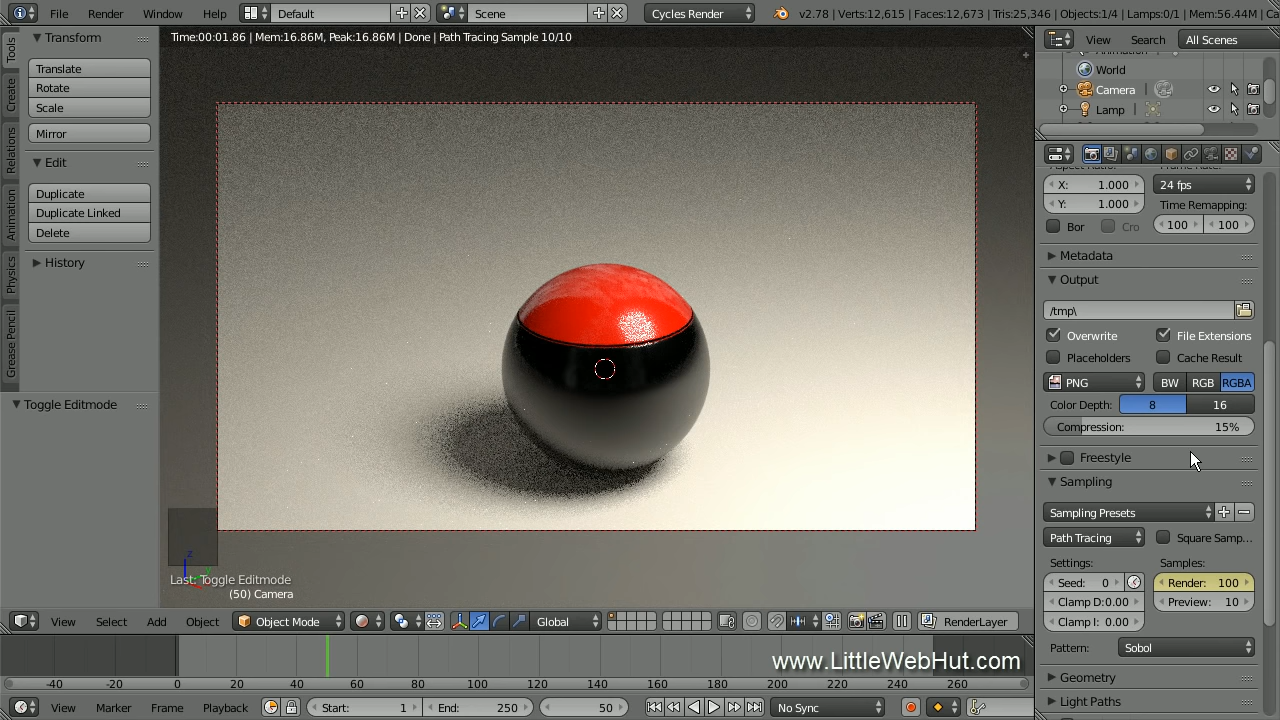 File Render Window Help Default Scene Cycles Render v2.78 | Verts:12,615 | Faces:12,673 | Tris:25,346 | Objects:1/4 | Lamps:0/1 | Mem:56.44M | Ca
Time:00:01.86 | Mem:16.86M, Peak:16.86M | Done | Path Tracing Sample 10/10
Tools
Create
Relations
Animation
Physics
Grease Pencil
Transform
Translate
Rotate
Scale
Mirror
Edit
Duplicate
Duplicate Linked
Delete
History
Toggle Editmode
z
y
Last: Toggle Editmode
(50) Camera
View Select Add Object Object Mode Global RenderLayer
www.LittleWebHut.com
-40 -20 0 20 40 60 80 100 120 140 160 180 200 220 240 260
View Marker Frame Playback Start: 1 End: 250 50 No Sync
View Search All Scenes
World
Camera
Lamp
X: 1.000 24 fps
Y: 1.000 Time Remapping:
Bor Cro 100 100
Metadata
Output
/tmp\
Overwrite File Extensions
Placeholders Cache Result
PNG BW RGB RGBA
Color Depth: 8 16
Compression: 15%
Freestyle
Sampling
Sampling Presets
Path Tracing Square Samp...
Settings: Samples:
Seed: 0 Render: 100
Clamp D:0.00 Preview: 10
Clamp I: 0.00
Pattern: Sobol
Geometry
Light Paths